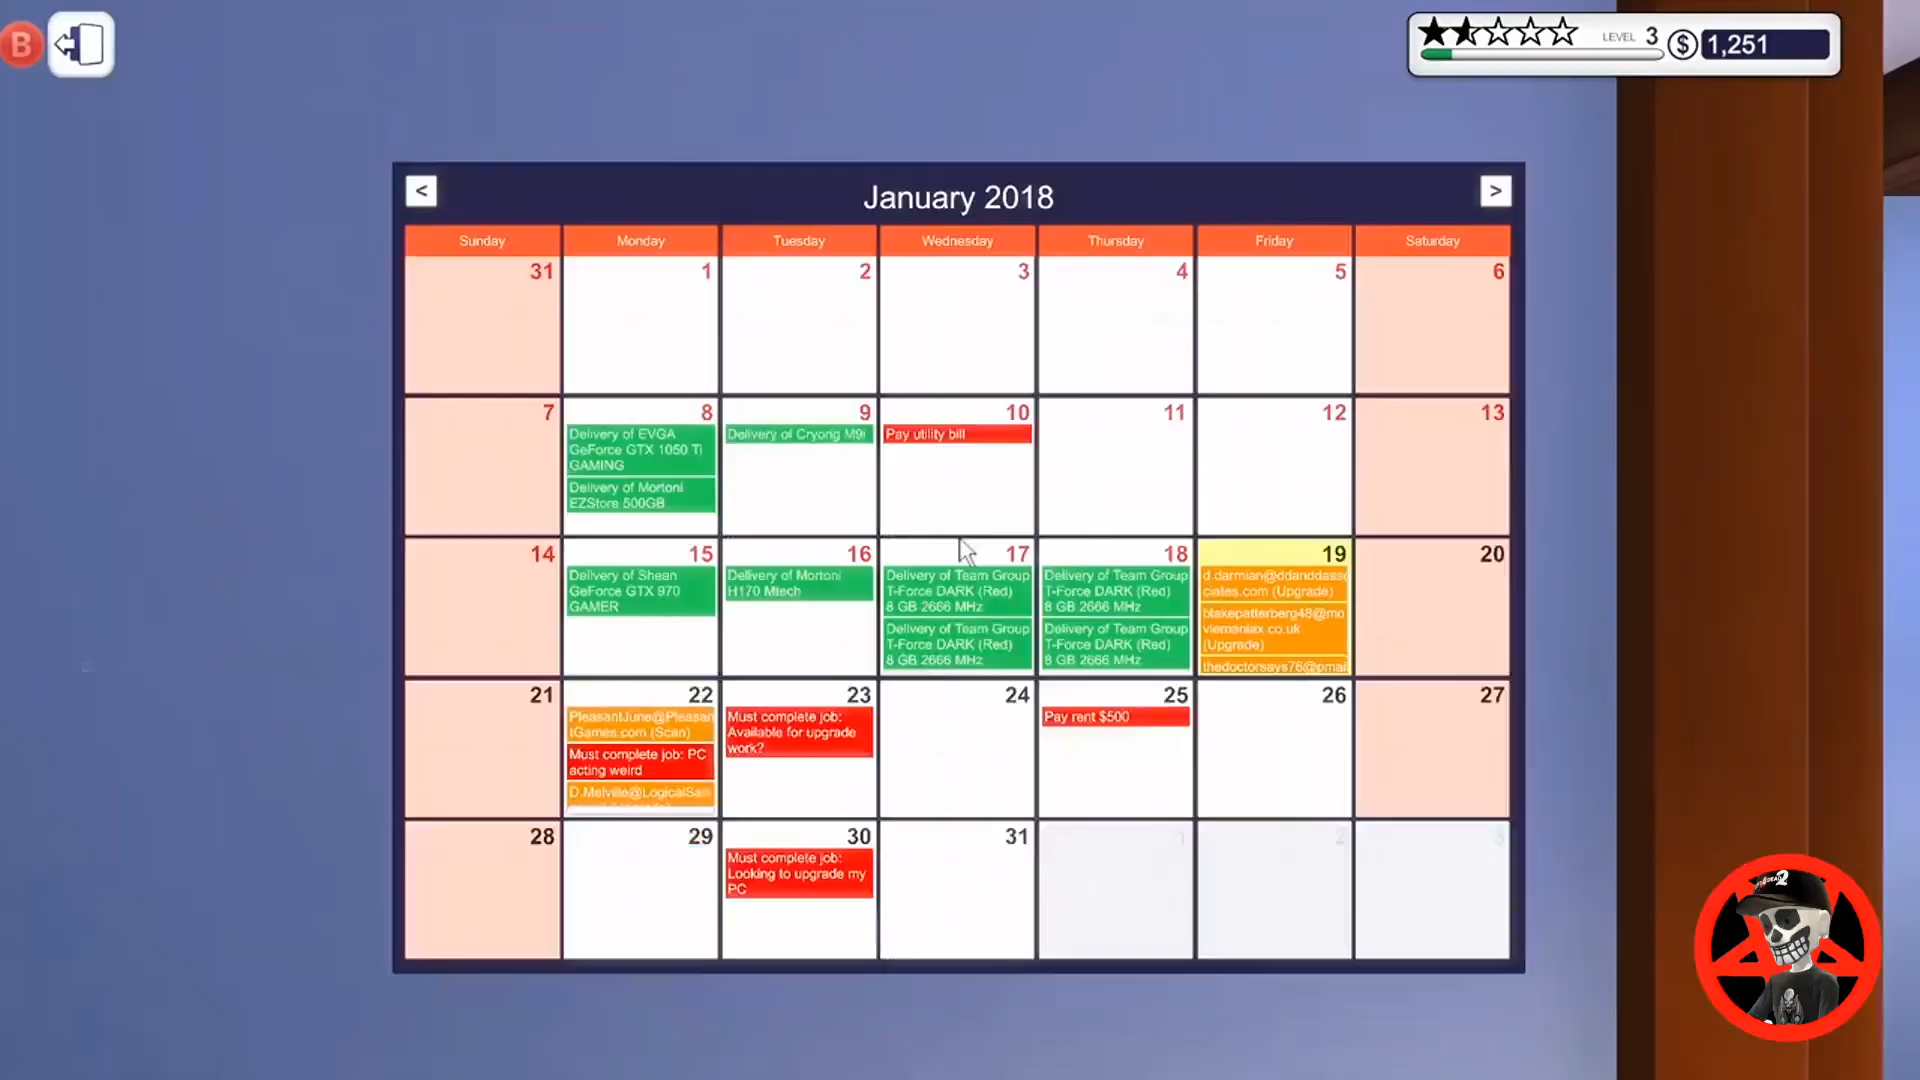 B
LEVEL 3 $ 1,251
< January 2018 >
Sunday Monday Tuesday Wednesday Thursday Friday Saturday
31 1 2 3 4 5 6
7 8 9 10 11 12 13
Delivery of EVGA
GeForce GTX 1050 Ti
GAMING
Delivery of Mortoni
EZStore 500GB
Delivery of Cryorig M9i
Pay utility bill
14 15 16 17 18 19 20
Delivery of Shean
GeForce GTX 970
GAMER
Delivery of Mortoni
H170 Mtech
Delivery of Team Group
T-Force DARK (Red)
8 GB 2666 MHz
Delivery of Team Group
T-Force DARK (Red)
8 GB 2666 MHz
Delivery of Team Group
T-Force DARK (Red)
8 GB 2666 MHz
Delivery of Team Group
T-Force DARK (Red)
8 GB 2666 MHz
d.darmian@ddanddasso
ciates.com (Upgrade)
blakepatterberg48@mo
viemaniax.co.uk
(Upgrade)
thedoctorsays76@pmail
21 22 23 24 25 26 27
PleasantJune@Pleasan
tGames.com (Scan)
Must complete job: PC
acting weird
Must complete job:
Available for upgrade
work?
Pay rent $500
28 29 30 31 1 2 3
Must complete job:
Looking to upgrade my
PC